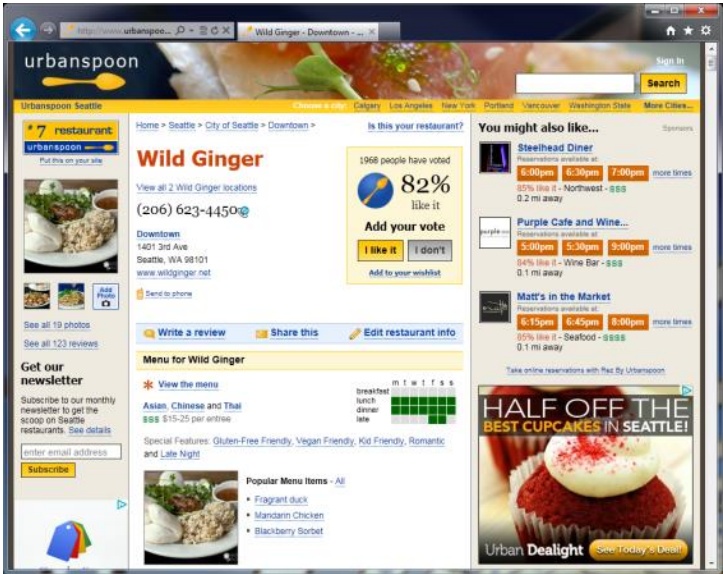 http://www.urbanspoo...
Wild Ginger - Downtown - ...
urbanspoon
Sign In
Search
Urbanspoon Seattle
Choose a city: Calgary Los Angeles New York Portland Vancouver Washington State More Cities...
#7 restaurant
urbanspoon
Put this on your site
Add Photo
See all 19 photos
See all 123 reviews
Get our
newsletter
Subscribe to our monthly
newsletter to get the
scoop on Seattle
restaurants. See details
enter email address
Subscribe
Home > Seattle > City of Seattle > Downtown >
Is this your restaurant?
Wild Ginger
View all 2 Wild Ginger locations
(206) 623-4450
Downtown
1401 3rd Ave
Seattle, WA 98101
www.wildginger.net
Send to phone
1968 people have voted
82%
like it
Add your vote
I like it
I don't
Add to your wishlist
Write a review
Share this
Edit restaurant info
Menu for Wild Ginger
View the menu
Asian, Chinese and Thai
$$$ $15-25 per entree
m t w t f s s
breakfast
lunch
dinner
late
Special Features: Gluten-Free Friendly, Vegan Friendly, Kid Friendly, Romantic
and Late Night
Popular Menu Items - All
Fragrant duck
Mandarin Chicken
Blackberry Sorbet
You might also like...
Sponsors
Steelhead Diner
Reservations available at:
6:00pm 6:30pm 7:00pm more times
85% like it - Northwest - $$$
0.2 mi away
purple
Purple Cafe and Wine...
Reservations available at:
5:00pm 5:30pm 9:00pm more times
84% like it - Wine Bar - $$$
0.1 mi away
Matt's in the Market
Reservations available at:
6:15pm 6:45pm 8:00pm more times
85% like it - Seafood - $$$$
0.1 mi away
Take online reservations with Rez By Urbanspoon
HALF OFF THE
BEST CUPCAKES IN SEATTLE!
Urban Dealight
See Today's Deal!